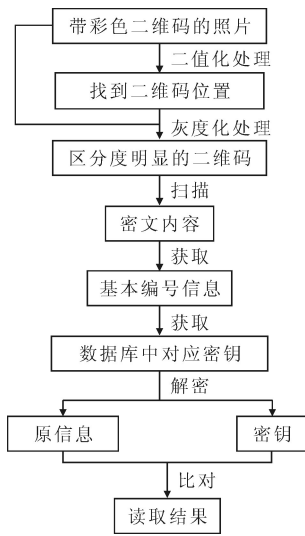 带彩色二维码的照片
二值化处理
找到二维码位置
灰度化处理
区分度明显的二维码
扫描
密文内容
获取
基本编号信息
获取
数据库中对应密钥
解密
原信息
密钥
比对
读取结果